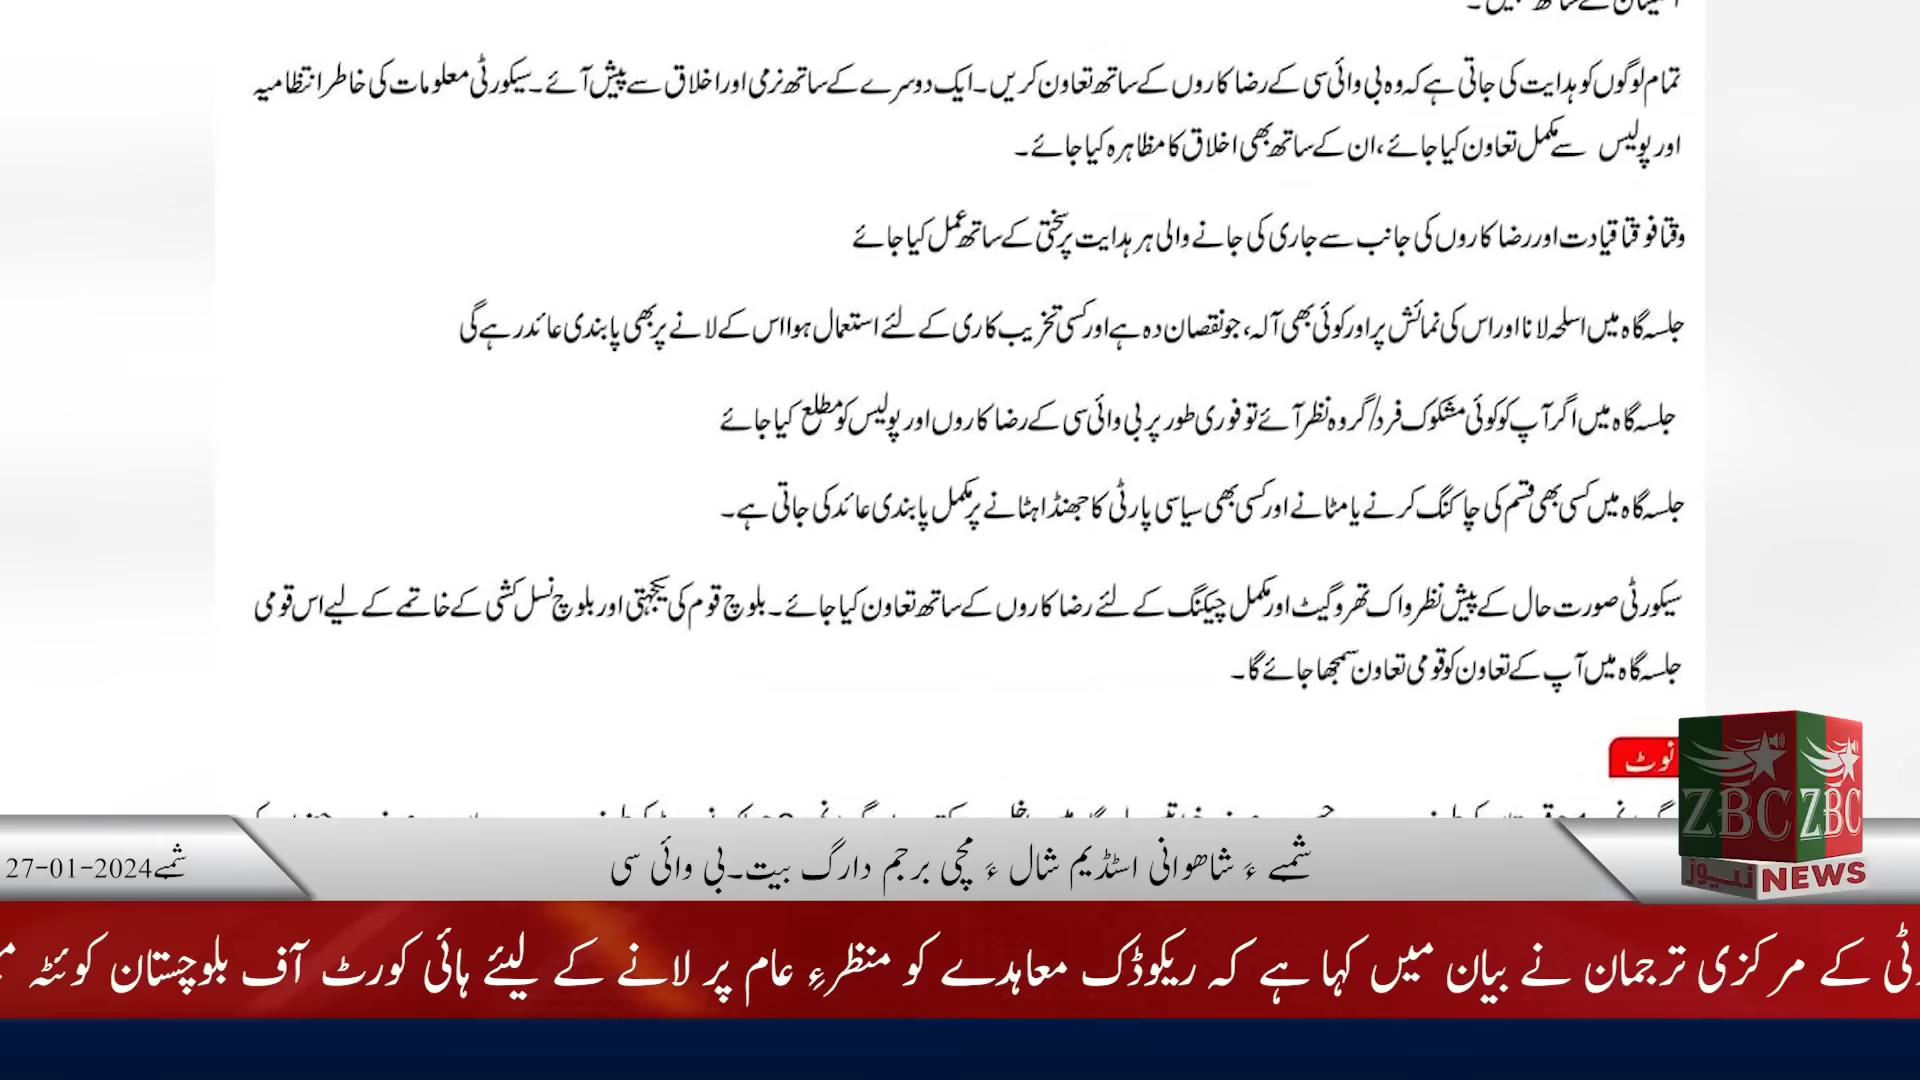 تمام لوگوں کو ہدایت کی جاتی ہے کہ وہ بی وائی سی کے رضا کاروں کے ساتھ تعاون کریں۔ ایک دوسرے کے ساتھ نرمی اور اخلاق سے پیش آئے۔ سیکورٹی معلومات کی خاطر انتظامیہ
اور پولیس سے مکمل تعاون کیا جائے، ان کے ساتھ بھی اخلاق کا مظاہرہ کیا جائے۔
وقتا فوقتا قیادت اور رضا کاروں کی جانب سے جاری کی جانے والی ہر ہدایت پر سختی کے ساتھ عمل کیا جائے
جلسہ گاہ میں اسلحہ لانا اور اس کی نمائش پر اور کوئی بھی آلہ، جو نقصان دہ ہے اور کسی تخریب کاری کے لئے استعمال ہوا اس کے لانے پر بھی پابندی عائد رہے گی
جلسہ گاہ میں اگر آپ کو کوئی مشکوک فرد/گروہ نظر آئے تو فوری طور پر بی وائی سی کے رضا کاروں اور پولیس کو مطلع کیا جائے
جلسہ گاہ میں کسی بھی قسم کی چاکنگ کرنے یا مٹانے اور کسی بھی سیاسی پارٹی کا جھنڈا ہٹانے پر مکمل پابندی عائد کی جاتی ہے۔
سیکورٹی صورت حال کے پیش نظر واک تھرو گیٹ اور مکمل چیکنگ کے لئے رضا کاروں کے ساتھ تعاون کیا جائے۔ بلوچ قوم کی یکجہتی اور بلوچ نسل کشی کے خاتمے کے لیے اس قومی
جلسہ گاہ میں آپ کے تعاون کو قومی تعاون سمجھا جائے گا۔
نوٹ
ZBC ZBC
نیوز NEWS
شمبے ءَ شاھوانی اسٹڈیم شال ءَ مچی برجم دارگ بیت۔بی وائی سی
شمبے27-01-2024
ٹی کے مرکزی ترجمان نے بیان میں کہا ہے کہ ریکوڈک معاہدے کو منظرِءِ عام پر لانے کے لیئے ہائی کورٹ آف بلوچستان کوئٹہ